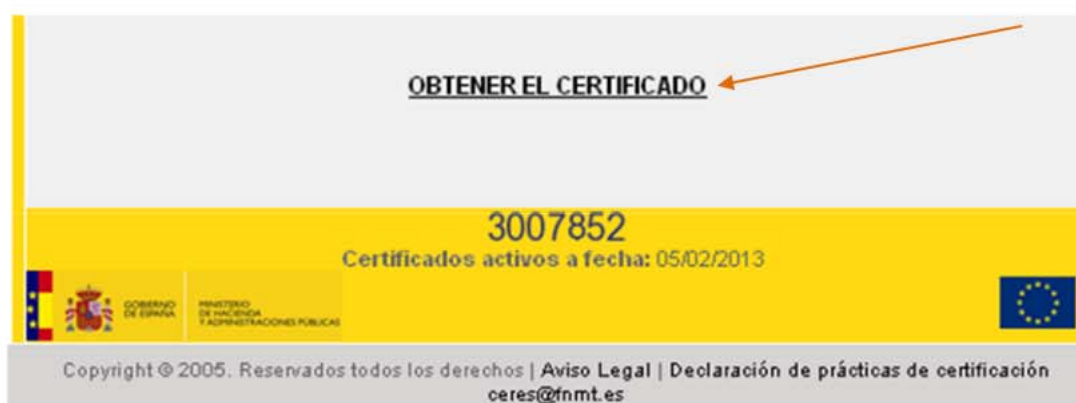 OBTENER EL CERTIFICADO
3007852
Certificados activos a fecha: 05/02/2013
GOBIERNO
DE ESPAÑA
MINISTERIO
DE HACIENDA
Y ADMINISTRACIONES PÚBLICAS
Copyright © 2005. Reservados todos los derechos | Aviso Legal | Declaración de prácticas de certificación
ceres@fnmt.es